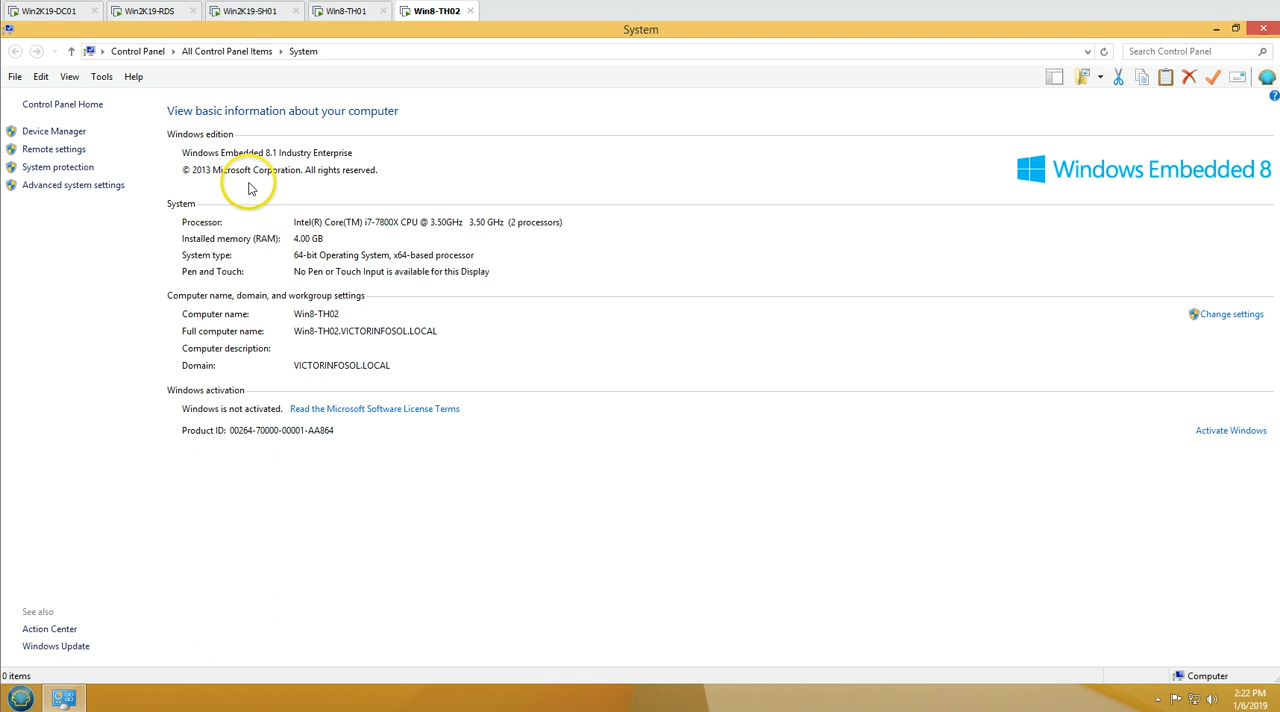 Win2K19-DC01
Win2K19-RDS
Win2K19-SH01
Win8-TH01
Win8-TH02
System
Control Panel
All Control Panel Items
System
Search Control Panel
File
Edit
View
Tools
Help
Control Panel Home
Device Manager
Remote settings
System protection
Advanced system settings
View basic information about your computer
Windows edition
Windows Embedded 8.1 Industry Enterprise
© 2013 Microsoft Corporation. All rights reserved.
Windows Embedded 8
System
Processor: Intel(R) Core(TM) i7-7800X CPU @ 3.50GHz 3.50 GHz (2 processors)
Installed memory (RAM): 4.00 GB
System type: 64-bit Operating System, x64-based processor
Pen and Touch: No Pen or Touch Input is available for this Display
Computer name, domain, and workgroup settings
Computer name: Win8-TH02
Change settings
Full computer name: Win8-TH02.VICTORINFOSOL.LOCAL
Computer description:
Domain: VICTORINFOSOL.LOCAL
Windows activation
Windows is not activated. Read the Microsoft Software License Terms
Product ID: 00264-70000-00001-AA864
Activate Windows
See also
Action Center
Windows Update
0 items
Computer
2:22 PM
1/6/2019